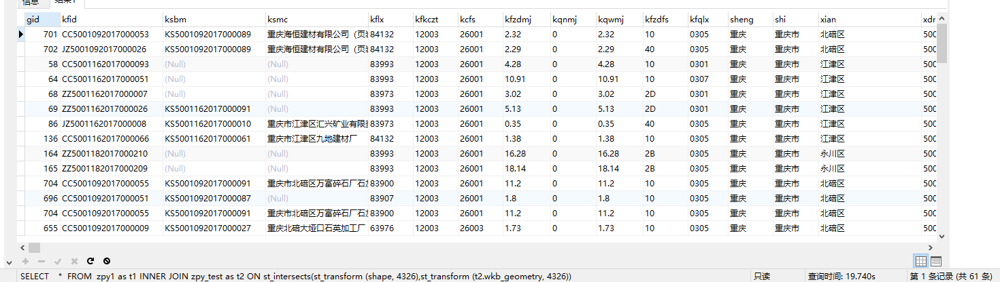 信息 结果1
gid kfid ksbm ksmc kflx kfkczt kcfs kfzdmj kqnmj kqwmj kfzdfs kfqlx sheng shi xian xdm
701 CC5001092017000053 KS5001092017000089 重庆海恒建材有限公司（页岩 84132 12003 26001 2.32 0 2.32 10 0305 重庆 重庆市 北碚区 500
702 JZ5001092017000026 KS5001092017000089 重庆海恒建材有限公司（页岩 84132 12003 26001 2.29 0 2.29 40 0305 重庆 重庆市 北碚区 500
58 CC5001162017000093 (Null) (Null) 83993 12003 26001 4.28 0 4.28 10 0301 重庆 重庆市 江津区 500
64 CC5001162017000051 (Null) (Null) 83993 12003 26001 10.91 0 10.91 10 0307 重庆 重庆市 江津区 500
68 ZZ5001162017000007 (Null) (Null) 83973 12003 26001 3.02 0 3.02 2D 0301 重庆 重庆市 江津区 500
69 ZZ5001162017000026 KS5001162017000091 (Null) 83993 12003 26001 5.13 0 5.13 2D 0301 重庆 重庆市 江津区 500
86 JZ5001162017000008 KS5001162017000010 重庆市江津区汇兴矿业有限责 83973 12003 26001 0.35 0 0.35 40 0305 重庆 重庆市 江津区 500
136 CC5001162017000066 KS5001162017000061 重庆市江津区九地建材厂 84132 12003 26001 1.38 0 1.38 10 0305 重庆 重庆市 江津区 500
164 ZZ5001182017000210 (Null) (Null) 83993 12003 26001 16.28 0 16.28 2B 0305 重庆 重庆市 永川区 500
165 ZZ5001182017000209 (Null) (Null) 83993 12003 26001 18.14 0 18.14 2B 0305 重庆 重庆市 永川区 500
704 CC5001092017000055 KS5001092017000091 重庆市北碚区万富碎石厂石灰 83900 12003 26001 11.2 0 11.2 10 0305 重庆 重庆市 北碚区 500
696 CC5001092017000051 KS5001092017000087 (Null) 83907 12003 26001 1.8 0 1.8 10 0305 重庆 重庆市 北碚区 500
704 CC5001092017000055 KS5001092017000091 重庆市北碚区万富碎石厂石灰 83900 12003 26001 11.2 0 11.2 10 0305 重庆 重庆市 北碚区 500
655 CC5001092017000009 KS5001092017000027 重庆北碚大垭口石英加工厂 63976 12003 26003 1.73 0 1.73 10 0305 重庆 重庆市 北碚区 500
SELECT * FROM zpy1 as t1 INNER JOIN zpy_test as t2 ON st_intersects(st_transform (shape, 4326),st_transform (t2.wkb_geometry, 4326)) 只读 查询时间: 19.740s 第 1 条记录 (共 61 条)